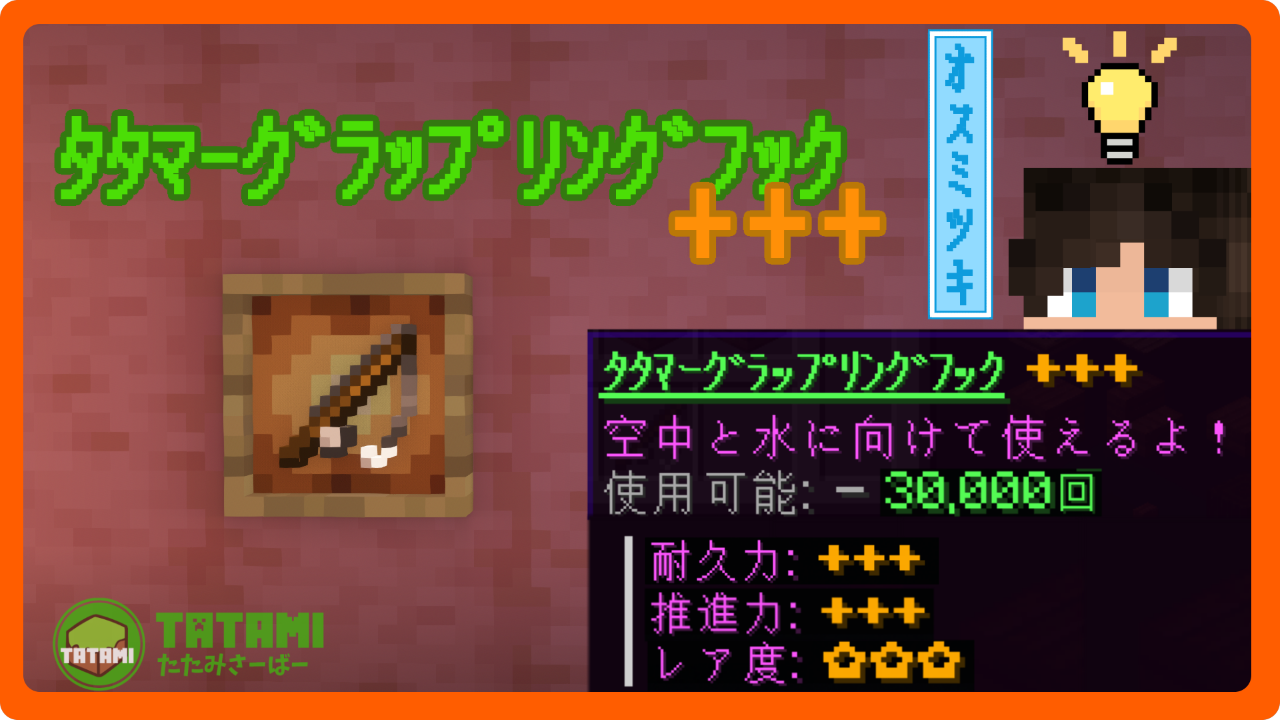 タタマーグラップリングフック
+++
オスミツキ
タタマーグラップリングフック +++
空中と水に向けて使えるよ!
使用可能: − 30,000回
耐久力: +++
推進力: +++
レア度: ✿✿✿
TATAMI
TATAMI
たたみさーばー